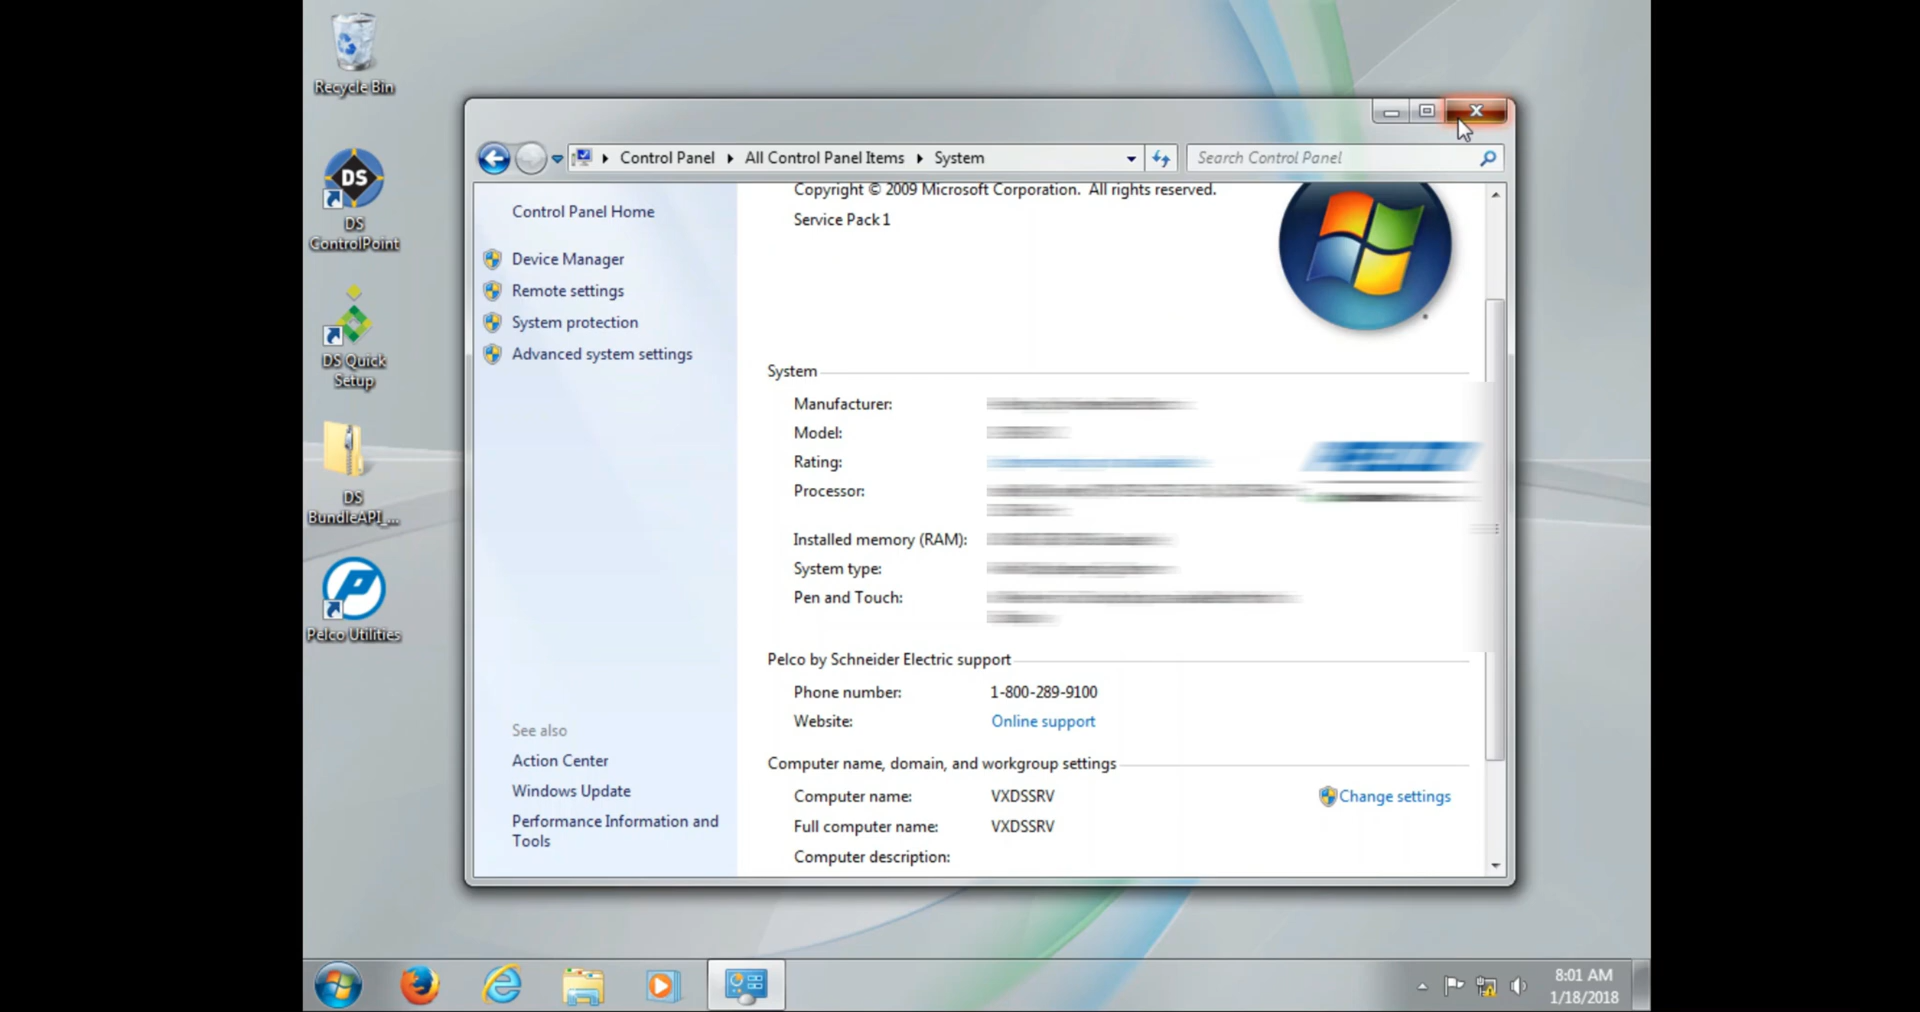 Recycle Bin
DS
DS
ControlPoint
DS Quick
Setup
DS
BundleAPI_...
Pelco Utilities
Control Panel
All Control Panel Items
System
Search Control Panel
Control Panel Home
Device Manager
Remote settings
System protection
Advanced system settings
See also
Action Center
Windows Update
Performance Information and
Tools
Copyright © 2009 Microsoft Corporation. All rights reserved.
Service Pack 1
System
Manufacturer:
Model:
Rating:
Processor:
Installed memory (RAM):
System type:
Pen and Touch:
Pelco by Schneider Electric support
Phone number: 1-800-289-9100
Website: Online support
Computer name, domain, and workgroup settings
Computer name: VXDSSRV
Change settings
Full computer name: VXDSSRV
Computer description:
8:01 AM
1/18/2018